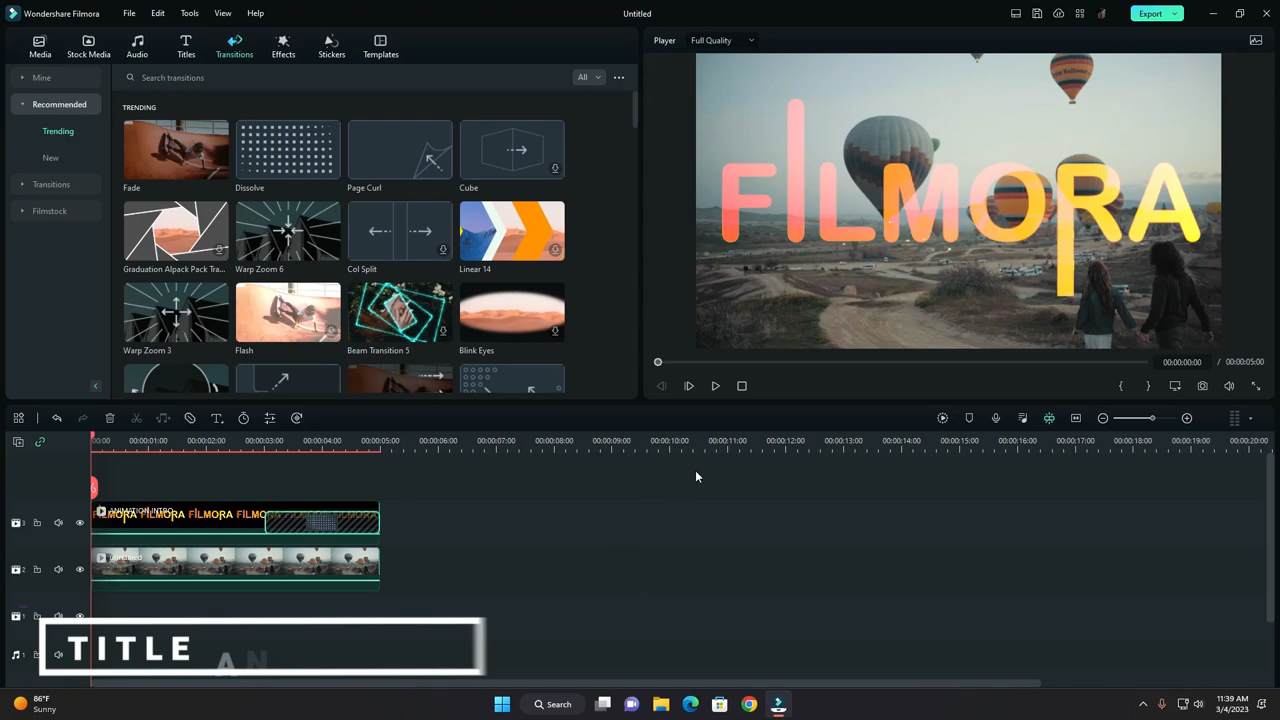 Wondershare Filmora
File
Edit
Tools
View
Help
Untitled
Export
Media
Stock Media
Audio
Titles
Transitions
Effects
Stickers
Templates
Player
Full Quality
Mine
Recommended
Trending
New
Transitions
Filmstock
Search transitions
All
TRENDING
Fade
Dissolve
Page Curl
Cube
Graduation Alpack Pack Tra...
Warp Zoom 6
Col Split
Linear 14
Warp Zoom 3
Flash
Beam Transition 5
Blink Eyes
FILMORA
00:00:00:00 / 00:00:05:00
00:00 00:00:01:00 00:00:02:00 00:00:03:00 00:00:04:00 00:00:05:00 00:00:06:00 00:00:07:00 00:00:08:00 00:00:09:00 00:00:10:00 00:00:11:00 00:00:12:00 00:00:13:00 00:00:14:00 00:00:15:00 00:00:16:00 00:00:17:00 00:00:18:00 00:00:19:00 00:00:20:00
ANIMATION INTRO
FILMORA FILMORA FILMORA
3
2
1
1
TITLE AN
86°F
Sunny
Search
11:39 AM
3/4/2023